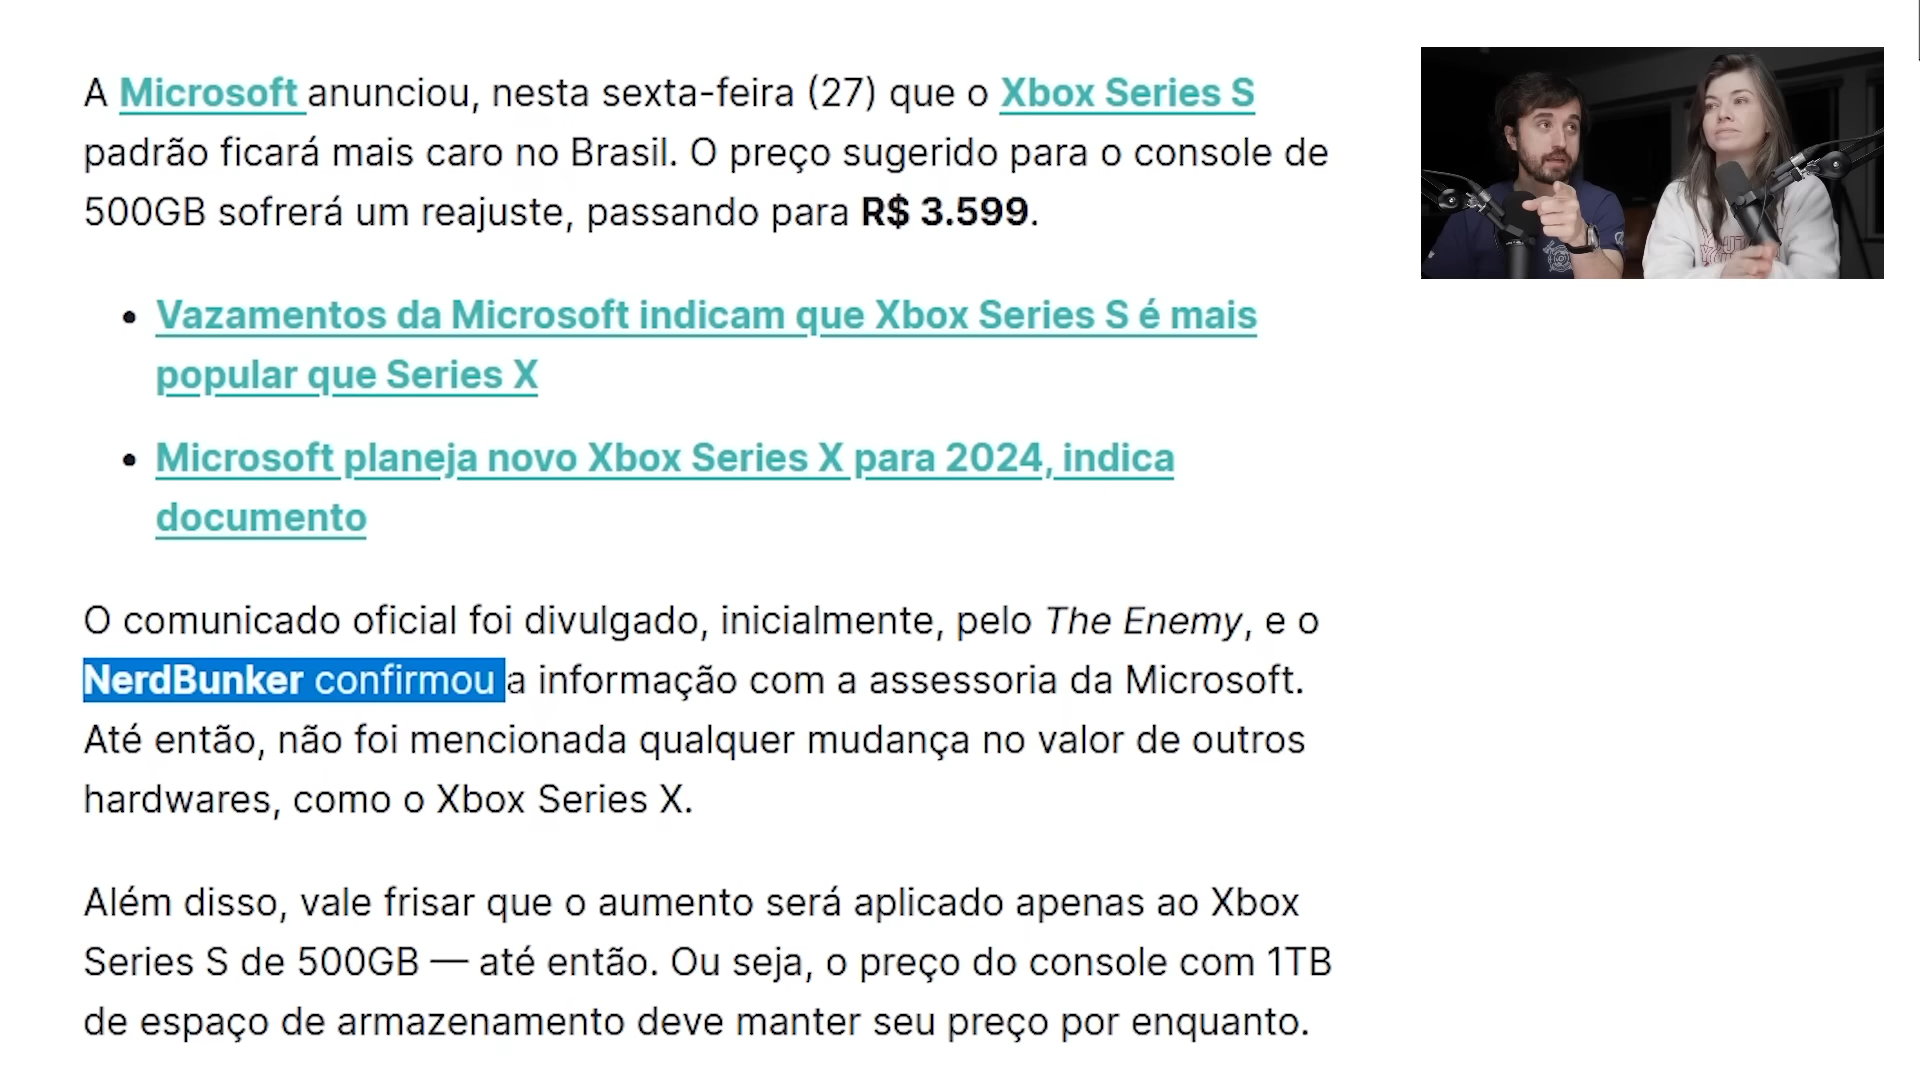 A Microsoft anunciou, nesta sexta-feira (27) que o Xbox Series S
padrão ficará mais caro no Brasil. O preço sugerido para o console de
500GB sofrerá um reajuste, passando para R$ 3.599.
• Vazamentos da Microsoft indicam que Xbox Series S é mais
popular que Series X
• Microsoft planeja novo Xbox Series X para 2024, indica
documento
O comunicado oficial foi divulgado, inicialmente, pelo The Enemy, e o
NerdBunker confirmou a informação com a assessoria da Microsoft.
Até então, não foi mencionada qualquer mudança no valor de outros
hardwares, como o Xbox Series X.
Além disso, vale frisar que o aumento será aplicado apenas ao Xbox
Series S de 500GB — até então. Ou seja, o preço do console com 1TB
de espaço de armazenamento deve manter seu preço por enquanto.